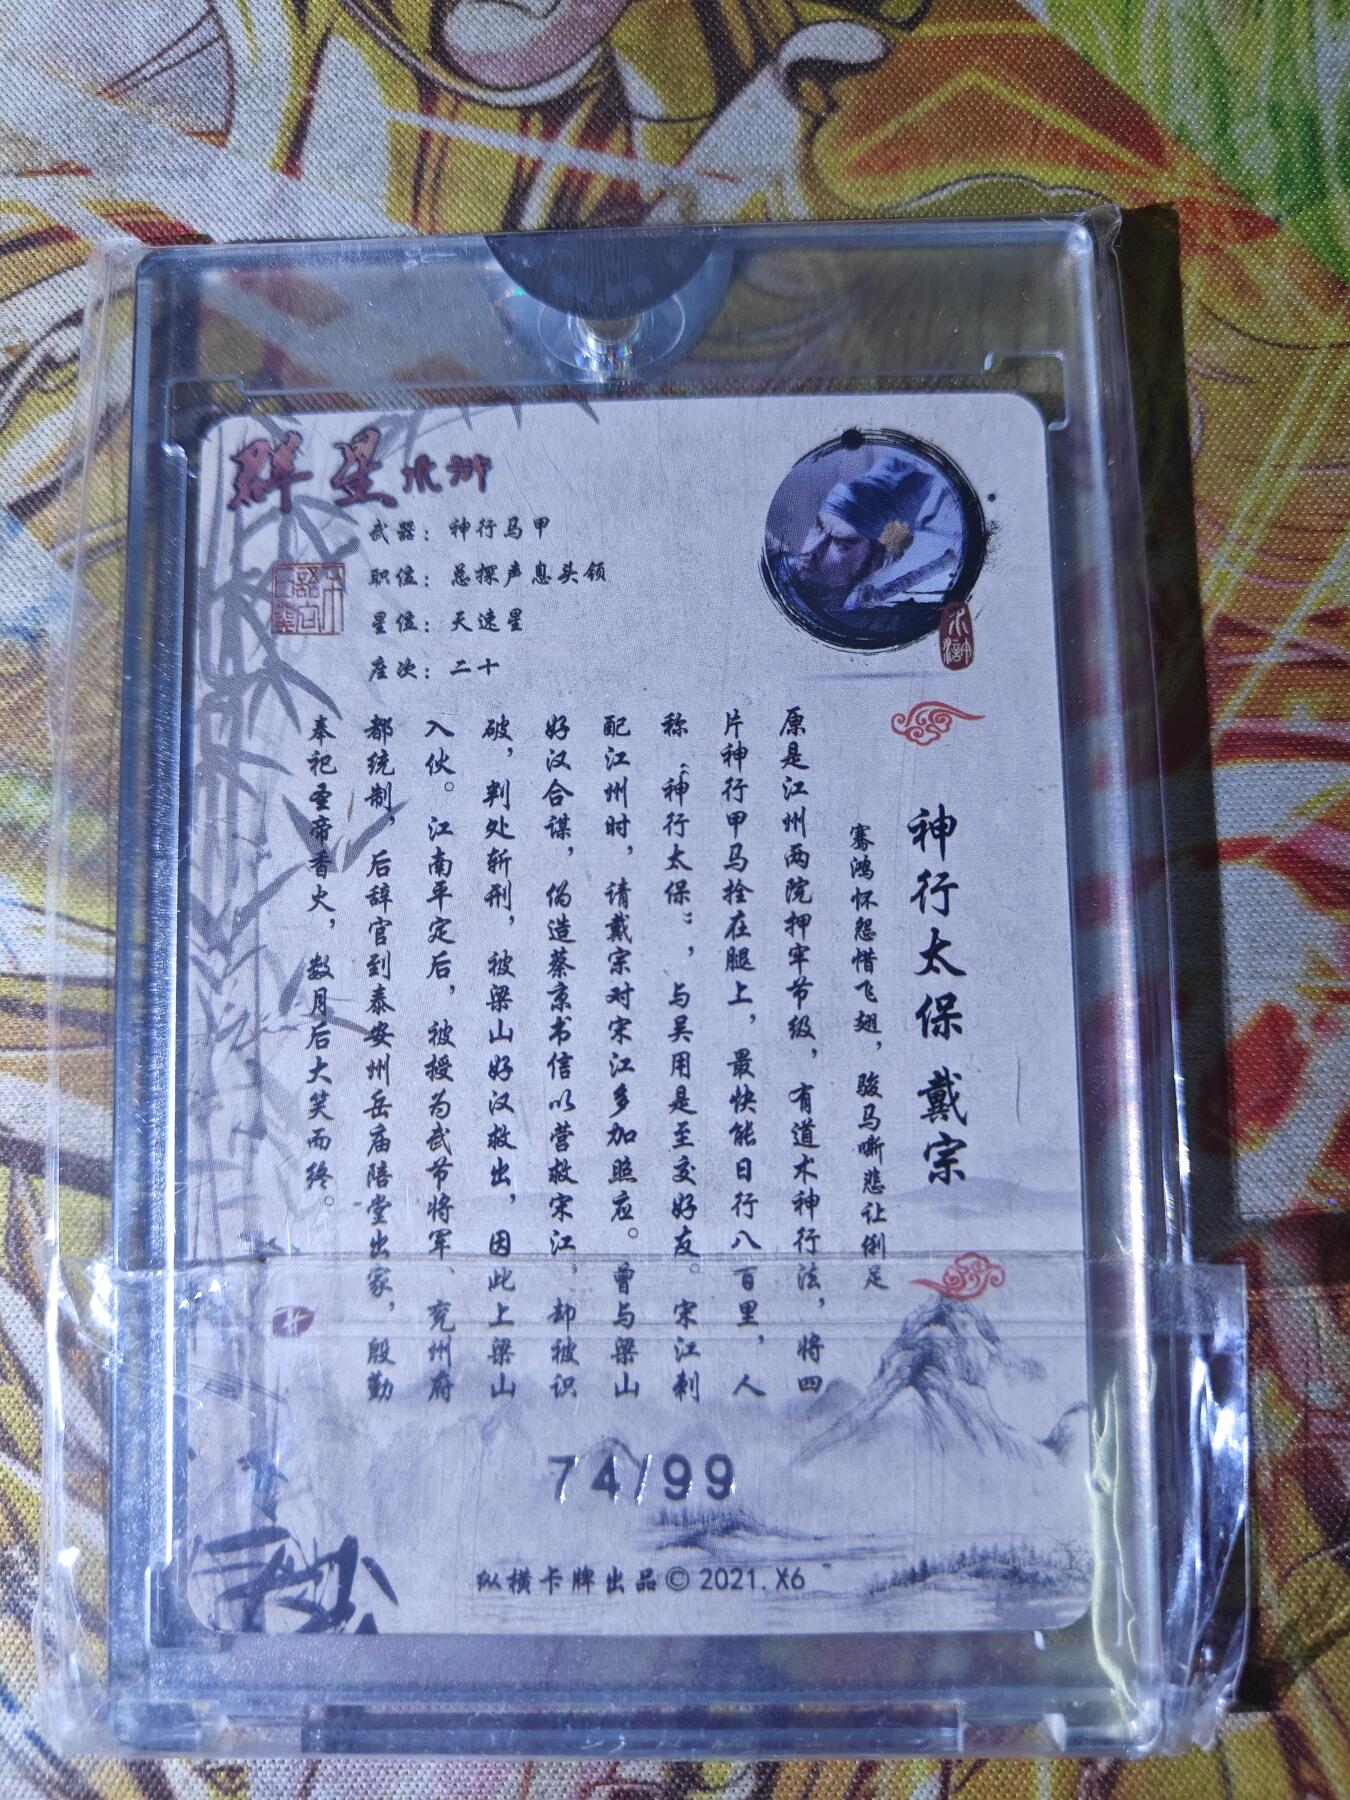 群星水浒
武器：神行马甲
职位：总探声息头领
星位：天速星
座次：二十
水浒
神行太保 戴宗
骞鸿怀怨惜飞翅，骏马嘶悲让俐足
原是江州两院押牢节级，有道术神行法，将四
片神行甲马拴在腿上，最快能日行八百里，人
称“神行太保”，与吴用是至交好友。宋江刺
配江州时，请戴宗对宋江多加照应。曾与梁山
好汉合谋，伪造蔡京书信以营救宋江，却被识
破，判处斩刑，被梁山好汉救出，因此上梁山
入伙。江南平定后，被授为武节将军、兖州府
都统制，后辞官到泰安州岳庙陪堂出家，殷勤
奉祀圣帝香火，数月后大笑而终。
74/99
纵横卡牌出品©2021.X6